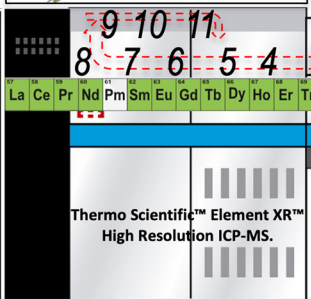 9 10 11
8 7 6 5 4
57 58 59 60 61 62 63 64 65 66 67 68
La Ce Pr Nd Pm Sm Eu Gd Tb Dy Ho Er
Thermo Scientific™ Element XR™
High Resolution ICP-MS.